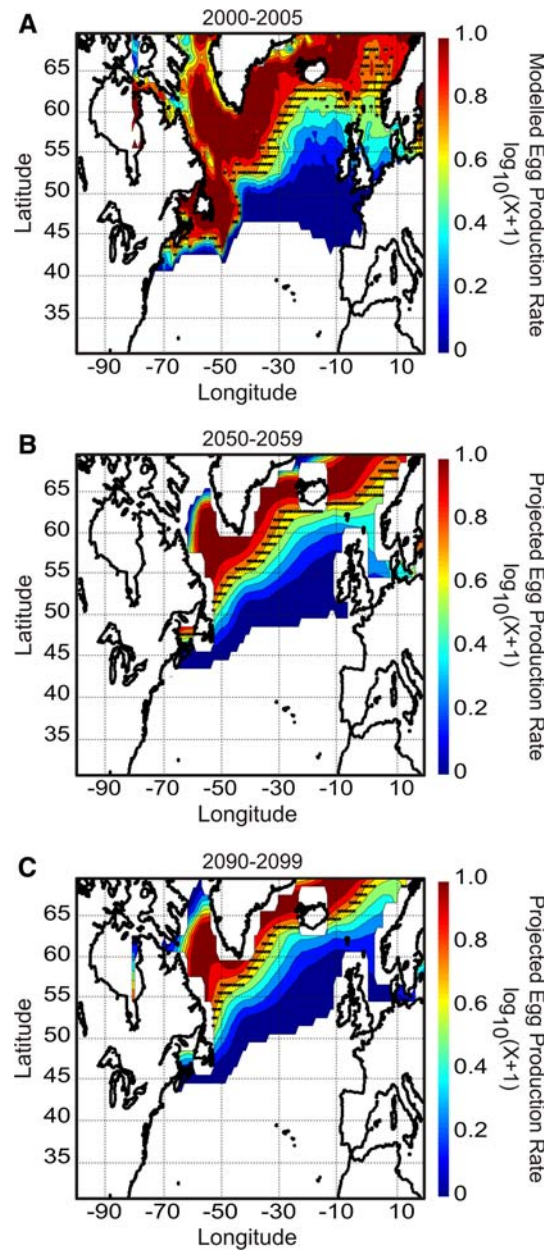 A
2000-2005
65
60
55
50
45
40
35
Latitude
-90 -70 -50 -30 -10 10
Longitude
1.0
0.8
0.6
0.4
0.2
0
Modelled Egg Production Rate
log10(X+1)
B
2050-2059
65
60
55
50
45
40
35
Latitude
-90 -70 -50 -30 -10 10
Longitude
1.0
0.8
0.6
0.4
0.2
0
Projected Egg Production Rate
log10(X+1)
C
2090-2099
65
60
55
50
45
40
35
Latitude
-90 -70 -50 -30 -10 10
Longitude
1.0
0.8
0.6
0.4
0.2
0
Projected Egg Production Rate
log10(X+1)